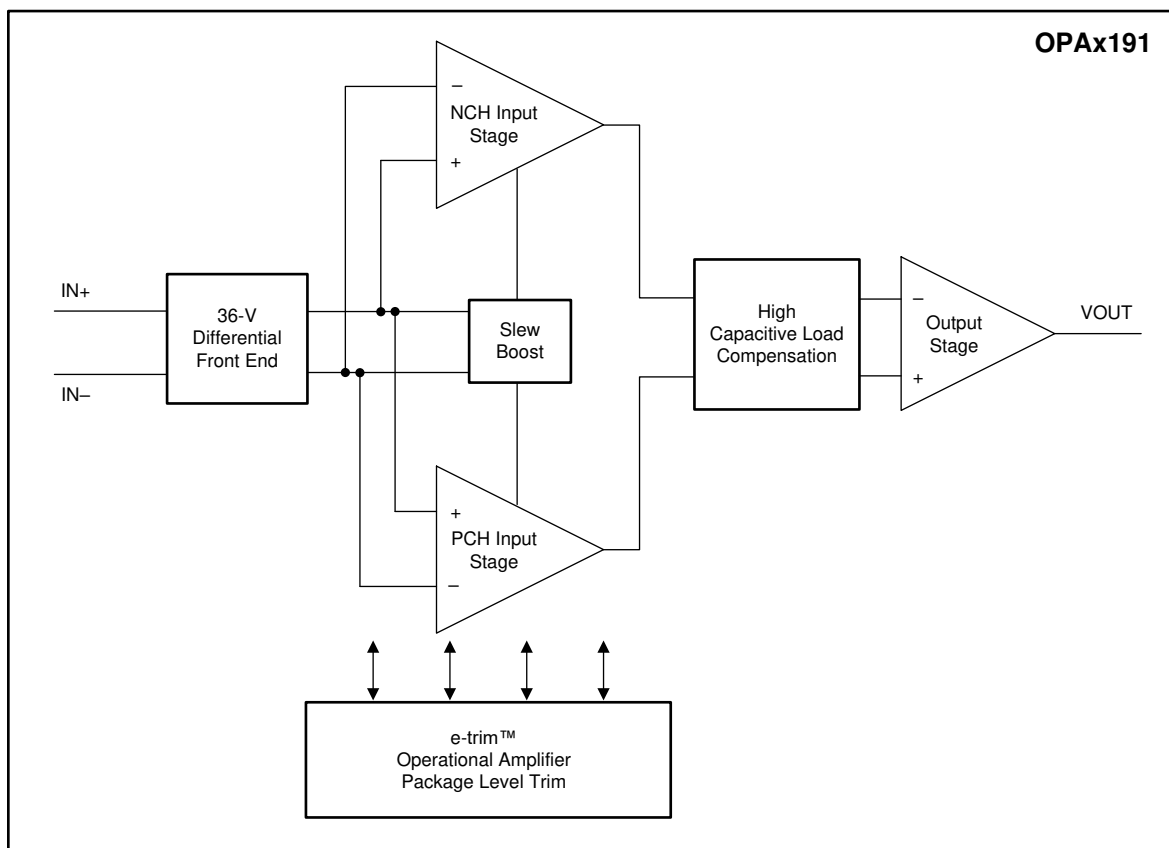 OPAx191
−
NCH Input
Stage
+
IN+
36-V
Differential
Front End
IN–
Slew
Boost
High
Capacitive Load
Compensation
−
Output
Stage
+
VOUT
+
PCH Input
Stage
−
e-trim™
Operational Amplifier
Package Level Trim